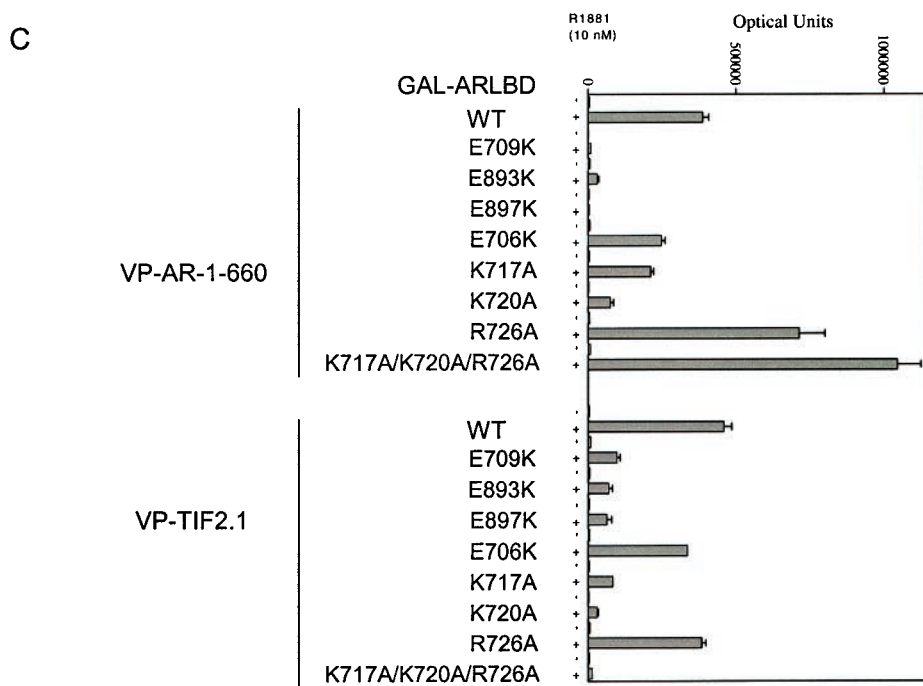 C
R1881
(10 nM)
Optical Units
0
500000
1000000
GAL-ARLBD
VP-AR-1-660
-
WT +
-
E709K +
-
E893K +
-
E897K +
-
E706K +
-
K717A +
-
K720A +
-
R726A +
-
K717A/K720A/R726A +
VP-TIF2.1
-
WT +
-
E709K +
-
E893K +
-
E897K +
-
E706K +
-
K717A +
-
K720A +
-
R726A +
-
K717A/K720A/R726A +